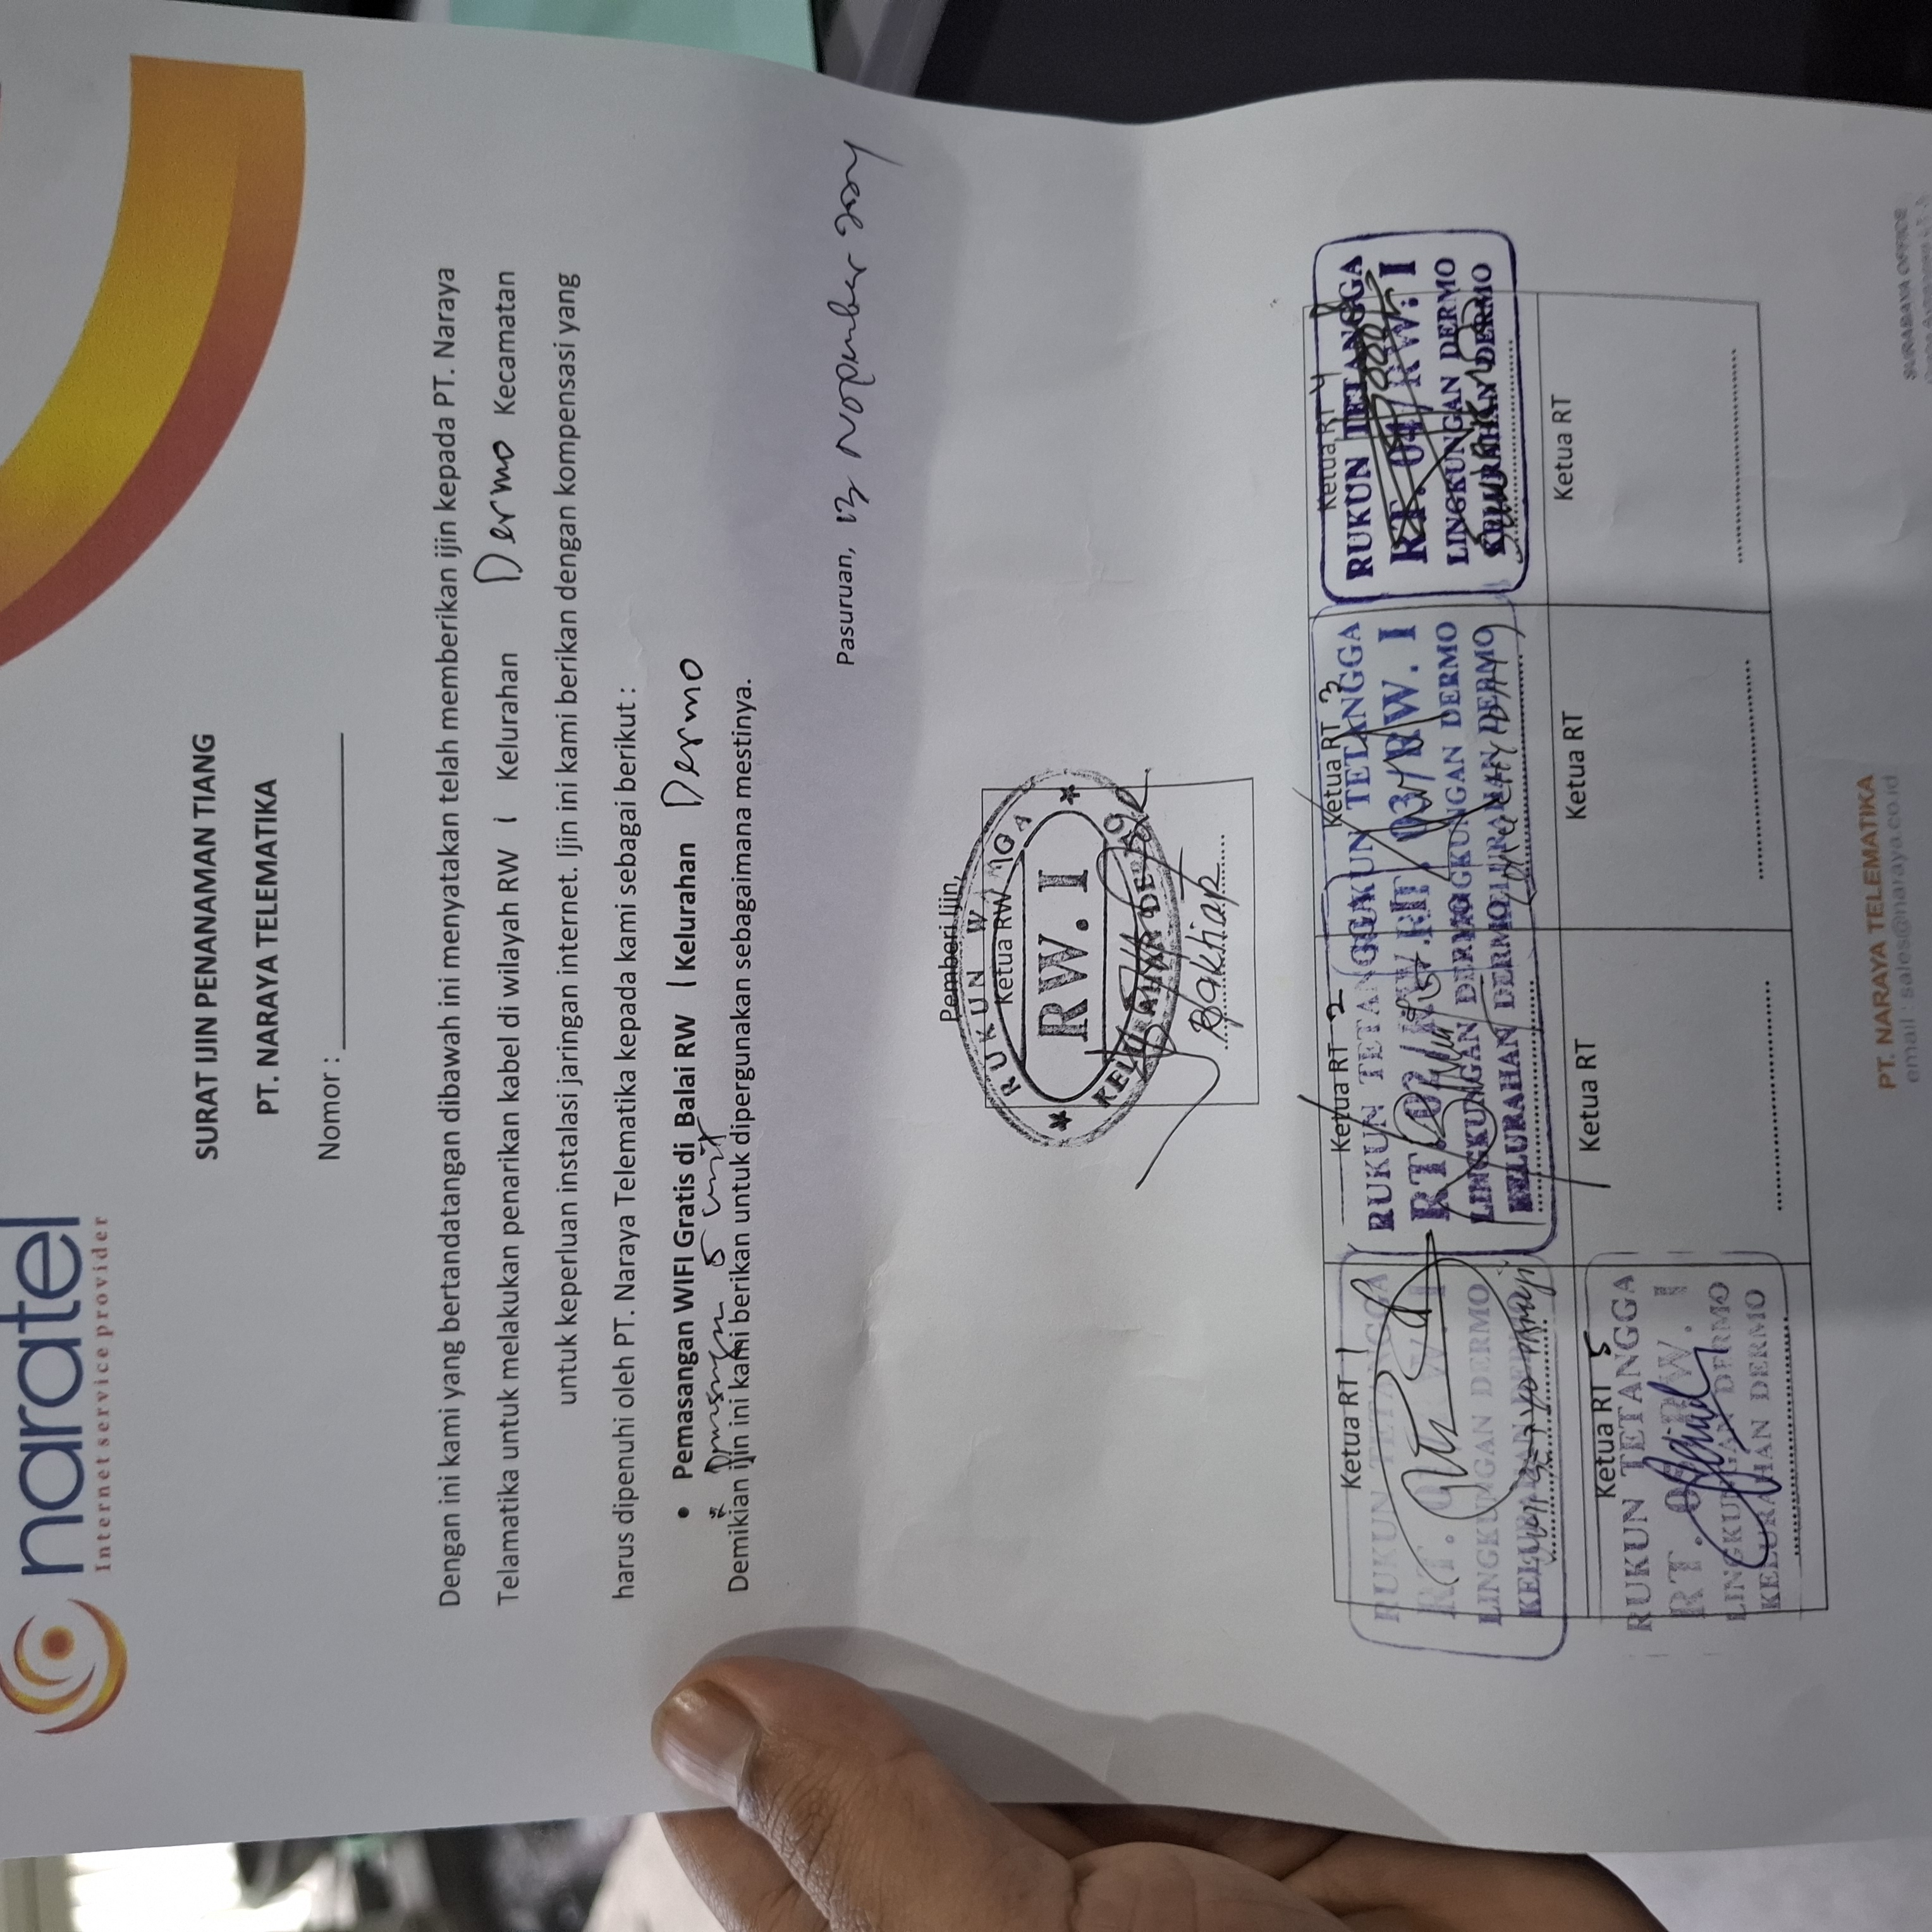 naratel
Internet service provider
SURAT IJIN PENANAMAN TIANG
PT. NARAYA TELEMATIKA
Nomor :
Dengan ini kami yang bertandatangan dibawah ini menyatakan telah memberikan ijin kepada PT. Naraya
Telamatika untuk melakukan penarikan kabel di wilayah RW 1 Kelurahan Dermo Kecamatan
untuk keperluan instalasi jaringan internet. Ijin ini kami berikan dengan kompensasi yang
harus dipenuhi oleh PT. Naraya Telematika kepada kami sebagai berikut :
• Pemasangan WIFI Gratis di Balai RW 1 Kelurahan Dermo
5 unit
Demikian ijin ini kami berikan untuk dipergunakan sebagaimana mestinya.
Pasuruan, 13 Nopember 2024
Pemberi Ijin,
Ketua RW
RUKUN WARGA
RW. I
KELURAHAN DERMO
Bakhtiar
Ketua RT 1
RUKUN TETANGGA
RT. 01/RW. I
LINGKUNGAN DERMO
KELURAHAN DERMO
Ketua RT 2
RUKUN TETANGGA
RT. 02/RW. I
LINGKUNGAN DERMO
KELURAHAN DERMO
Ketua RT 3
RUKUN TETANGGA
RT. 03/RW. I
LINGKUNGAN DERMO
KELURAHAN DERMO
Ketua RT 4
RUKUN TETANGGA
RT. 04/RW. I
LINGKUNGAN DERMO
KELURAHAN DERMO
Ketua RT 5
RUKUN TETANGGA
RT. 05/RW. I
LINGKUNGAN DERMO
KELURAHAN DERMO
Ketua RT
Ketua RT
Ketua RT
PT. NARAYA TELEMATIKA
email : sales@naraya.co.id
SURABAYA OFFICE